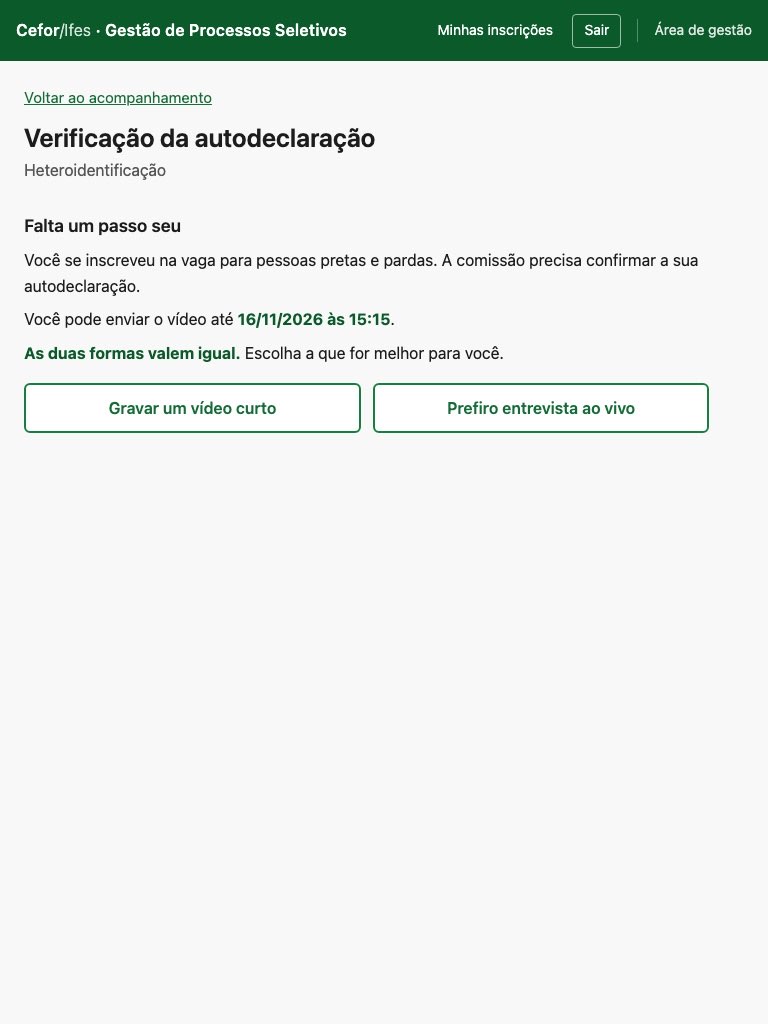 Cefor/Ifes · Gestão de Processos Seletivos
Minhas inscrições
Sair
Área de gestão
Voltar ao acompanhamento
Verificação da autodeclaração
Heteroidentificação
Falta um passo seu
Você se inscreveu na vaga para pessoas pretas e pardas. A comissão precisa confirmar a sua
autodeclaração.
Você pode enviar o vídeo até 16/11/2026 às 15:15.
As duas formas valem igual. Escolha a que for melhor para você.
Gravar um vídeo curto
Prefiro entrevista ao vivo